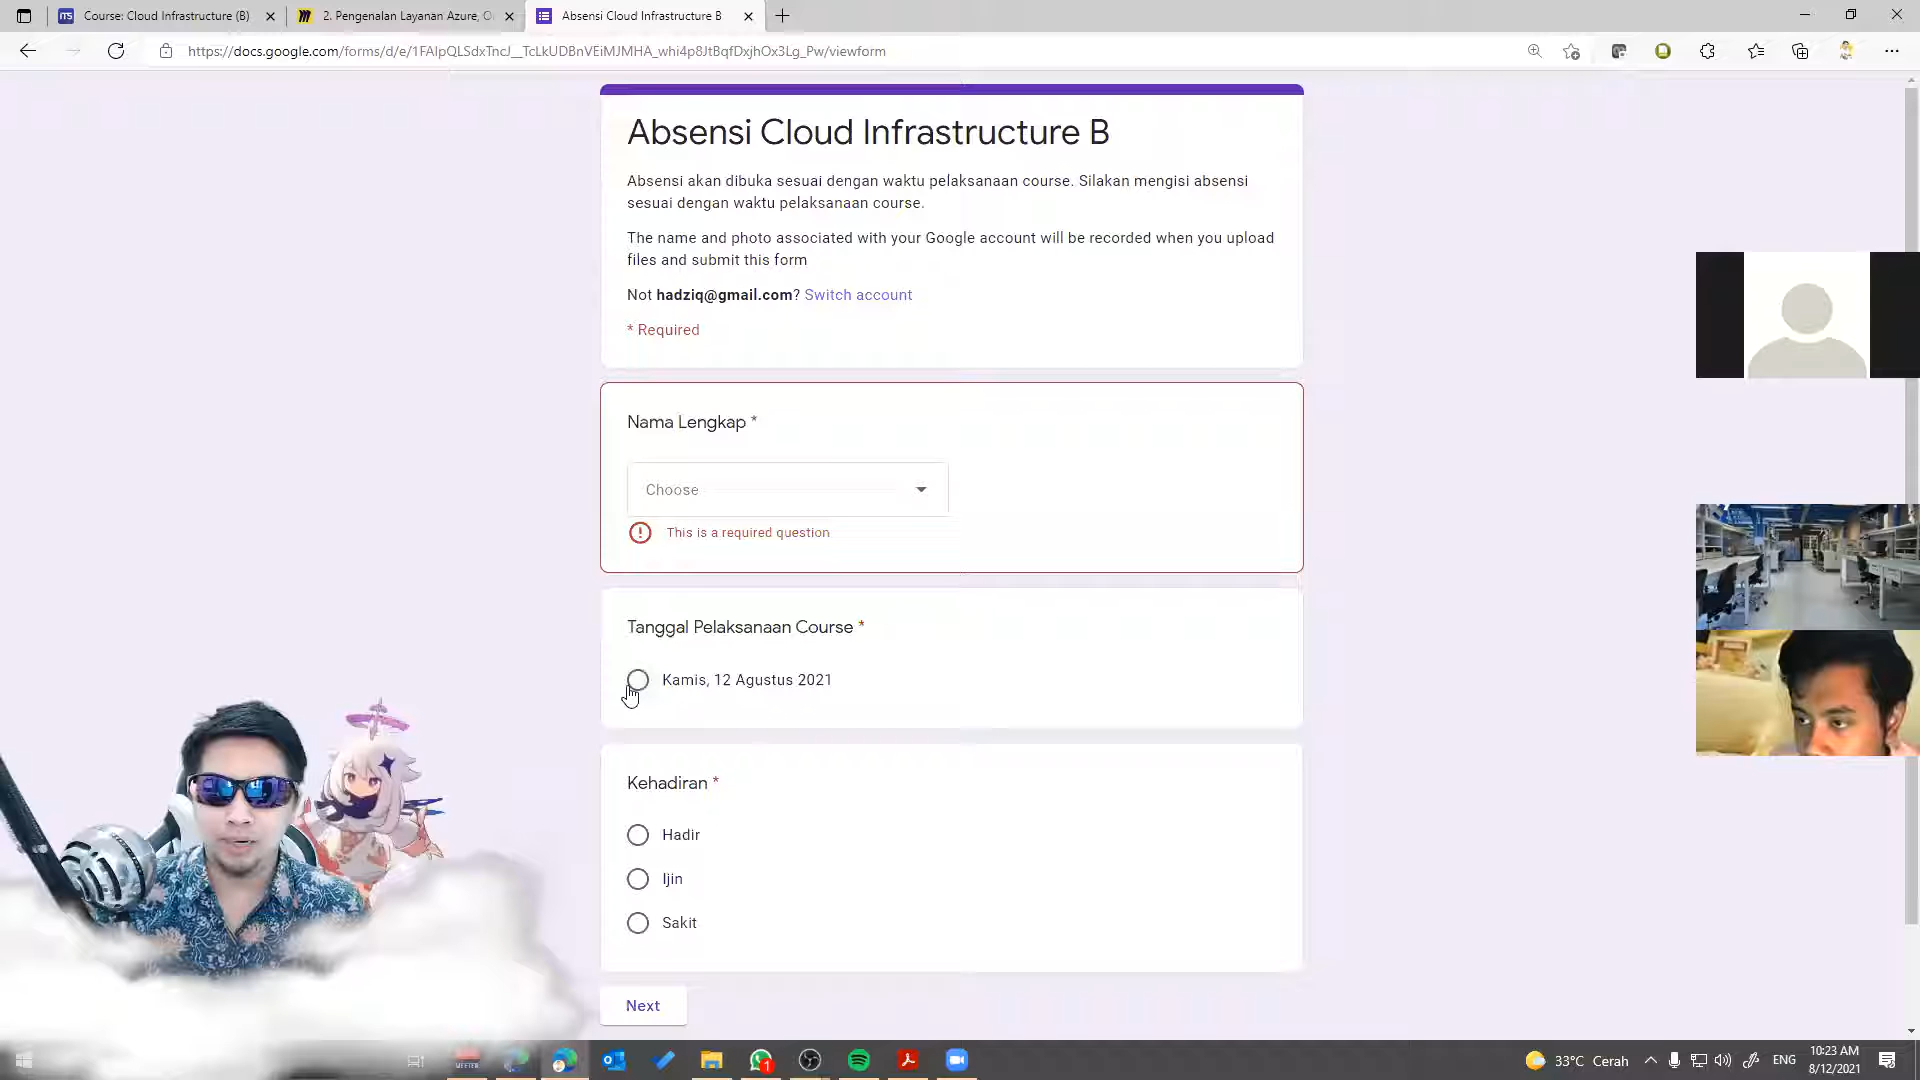 Course: Cloud Infrastructure (B)
2. Pengenalan Layanan Azure, O
Absensi Cloud Infrastructure B
https://docs.google.com/forms/d/e/1FAIpQLSdxTncJ__TcLkUDBnVEiMJMHA_whi4p8JtBqfDxjhOx3Lg_Pw/viewform
Absensi Cloud Infrastructure B
Absensi akan dibuka sesuai dengan waktu pelaksanaan course. Silakan mengisi absensi
sesuai dengan waktu pelaksanaan course.
The name and photo associated with your Google account will be recorded when you upload
files and submit this form
Not hadziq@gmail.com? Switch account
* Required
Nama Lengkap *
Choose
This is a required question
Tanggal Pelaksanaan Course *
Kamis, 12 Agustus 2021
Kehadiran *
Hadir
Ijin
Sakit
Next
33°C Cerah
ENG
10:23 AM
8/12/2021